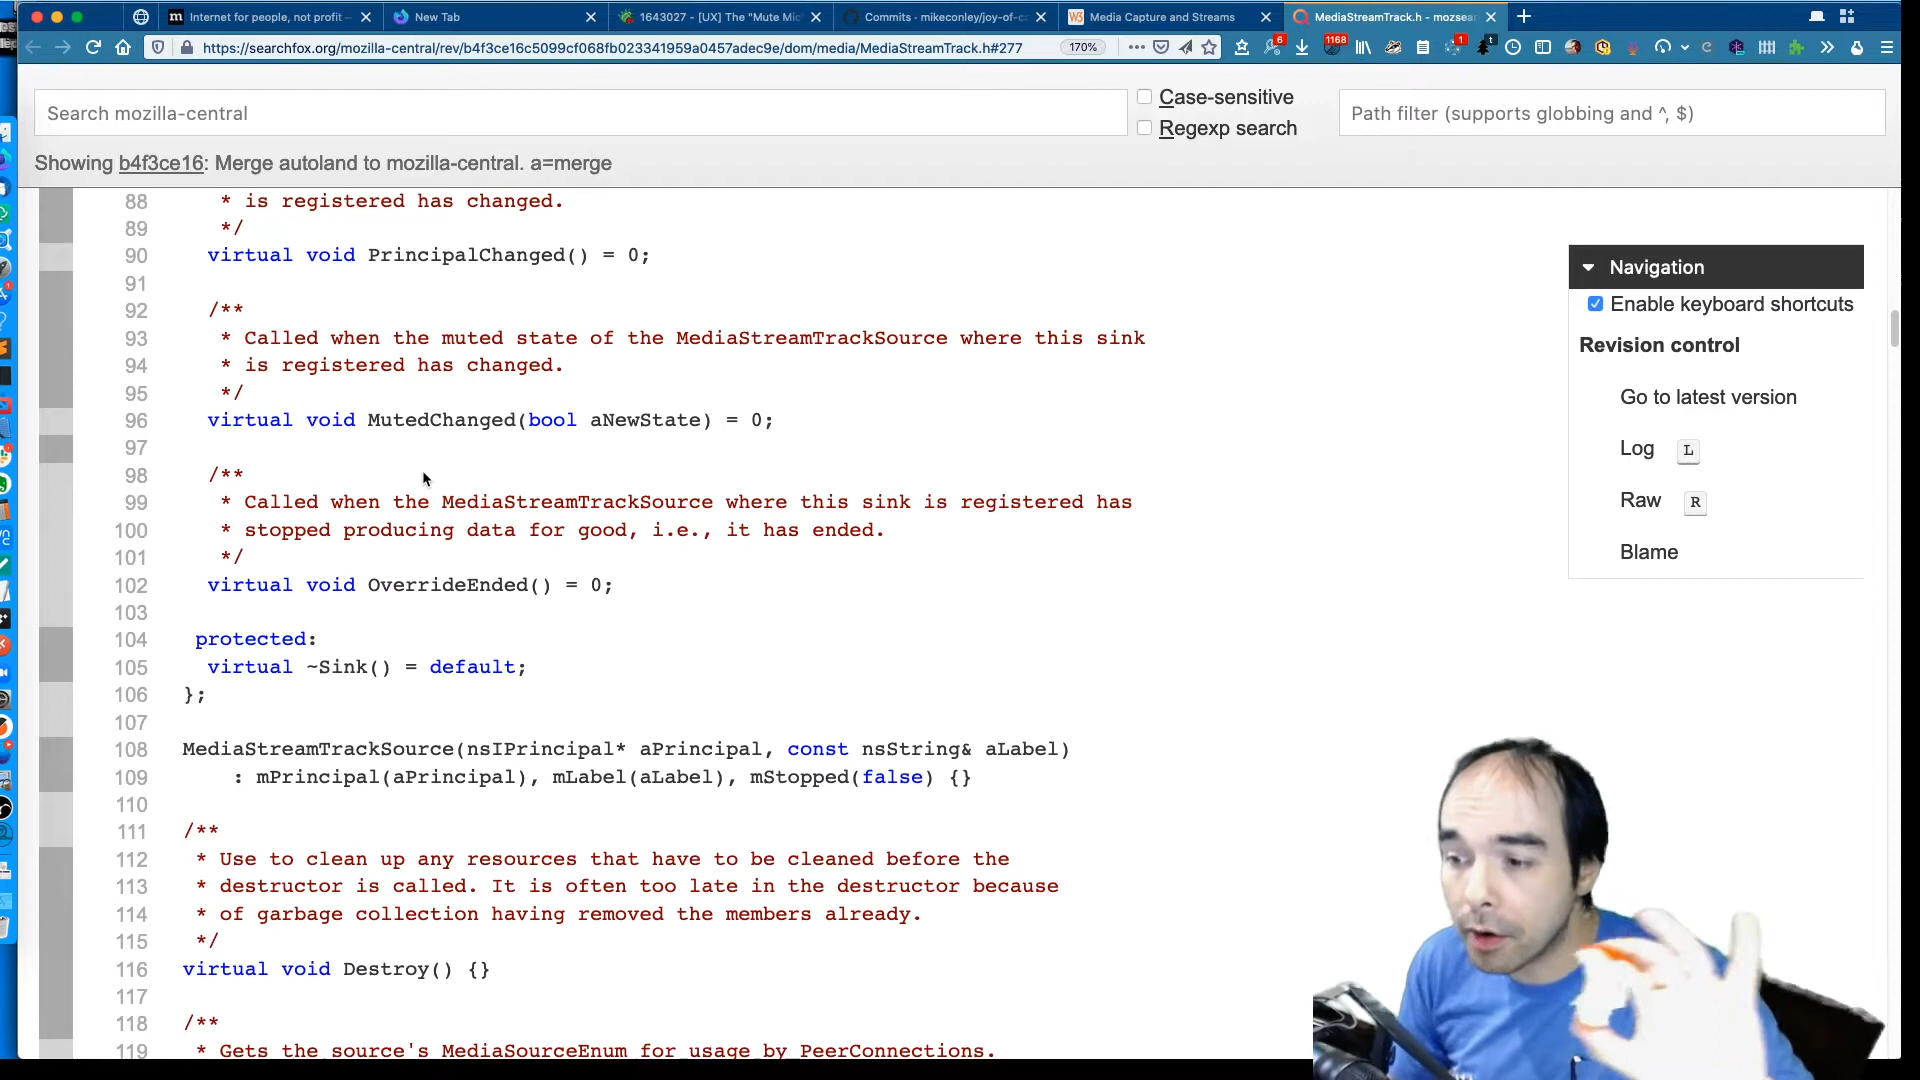 Internet for people, not profit —
New Tab
1643027 - [UX] The "Mute Mic
Commits - mikeconley/joy-of-c
Media Capture and Streams
MediaStreamTrack.h - mozsea
https://searchfox.org/mozilla-central/rev/b4f3ce16c5099cf068fb023341959a0457adec9e/dom/media/MediaStreamTrack.h#277
170%
6
1168
1
t
Search mozilla-central
Case-sensitive
Regexp search
Path filter (supports globbing and ^, $)
Showing b4f3ce16: Merge autoland to mozilla-central. a=merge
88 * is registered has changed.
89 */
90 virtual void PrincipalChanged() = 0;
91
92 /**
93 * Called when the muted state of the MediaStreamTrackSource where this sink
94 * is registered has changed.
95 */
96 virtual void MutedChanged(bool aNewState) = 0;
97
98 /**
99 * Called when the MediaStreamTrackSource where this sink is registered has
100 * stopped producing data for good, i.e., it has ended.
101 */
102 virtual void OverrideEnded() = 0;
103
104 protected:
105 virtual ~Sink() = default;
106 };
107
108 MediaStreamTrackSource(nsIPrincipal* aPrincipal, const nsString& aLabel)
109 : mPrincipal(aPrincipal), mLabel(aLabel), mStopped(false) {}
110
111 /**
112 * Use to clean up any resources that have to be cleaned before the
113 * destructor is called. It is often too late in the destructor because
114 * of garbage collection having removed the members already.
115 */
116 virtual void Destroy() {}
117
118 /**
119 * Gets the source's MediaSourceEnum for usage by PeerConnections.
Navigation
Enable keyboard shortcuts
Revision control
Go to latest version
Log L
Raw R
Blame